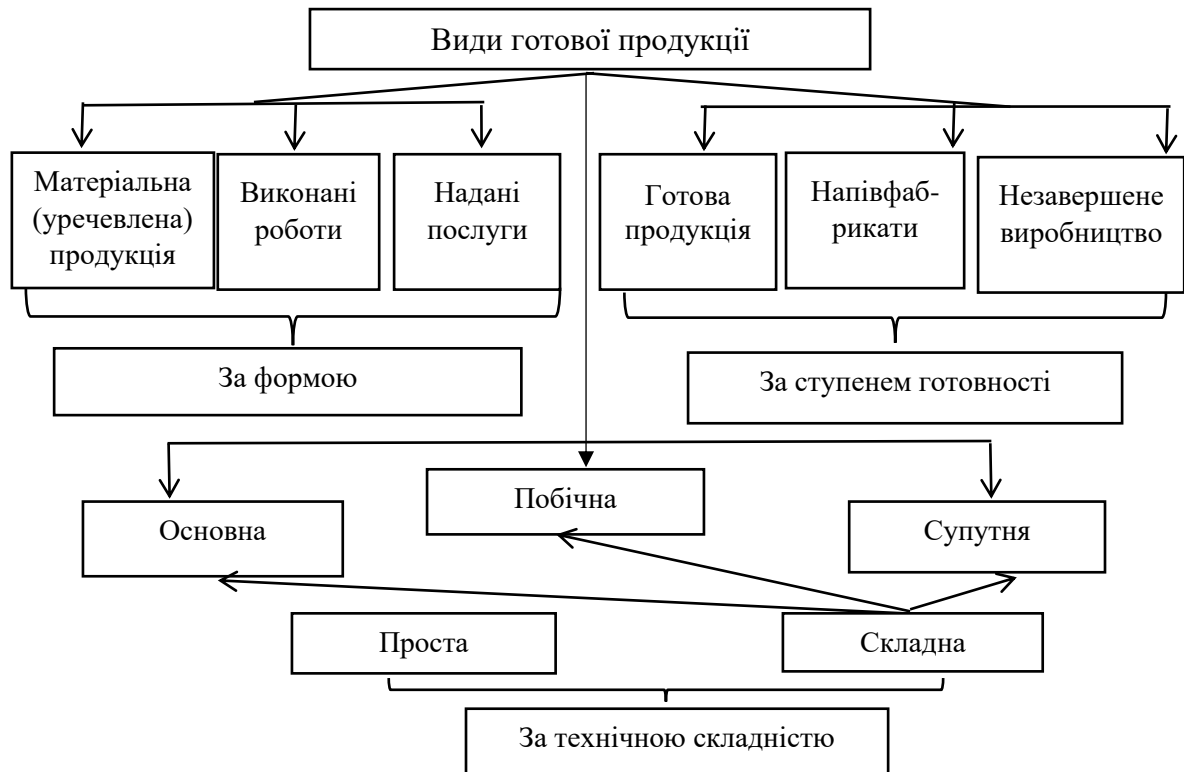 Види готової продукції
Матеріальна
(уречевлена)
продукція
Виконані
роботи
Надані
послуги
Готова
продукція
Напівфаб-
рикати
Незавершене
виробництво
За формою
За ступенем готовності
Основна
Побічна
Супутня
Проста
Складна
За технічною складністю